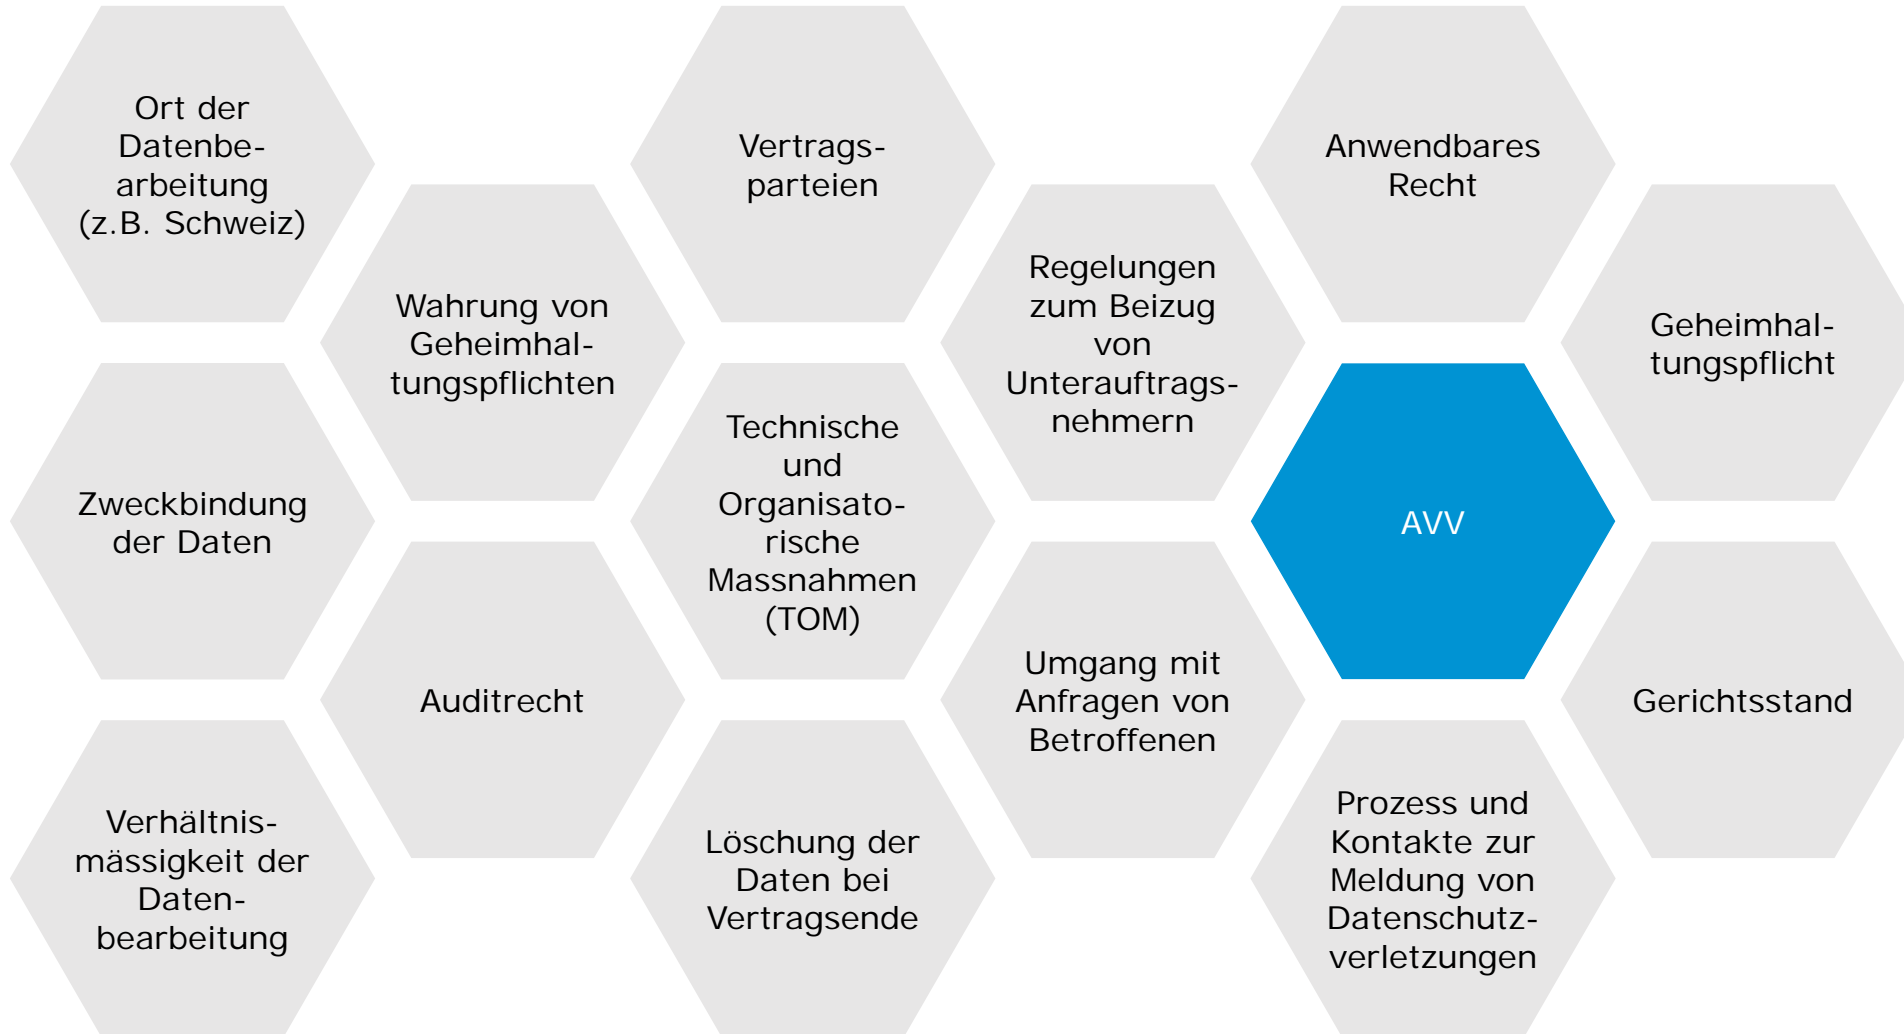 Ort der
Datenbe-
arbeitung
(z.B. Schweiz)
Vertrags-
parteien
Anwendbares
Recht
Wahrung von
Geheimhal-
tungspflichten
Regelungen
zum Beizug
von
Unterauftrags-
nehmern
Geheimhal-
tungspflicht
Zweckbindung
der Daten
Technische
und
Organisato-
rische
Massnahmen
(TOM)
AVV
Auditrecht
Umgang mit
Anfragen von
Betroffenen
Gerichtsstand
Verhältnis-
mässigkeit der
Daten-
bearbeitung
Löschung der
Daten bei
Vertragsende
Prozess und
Kontakte zur
Meldung von
Datenschutz-
verletzungen